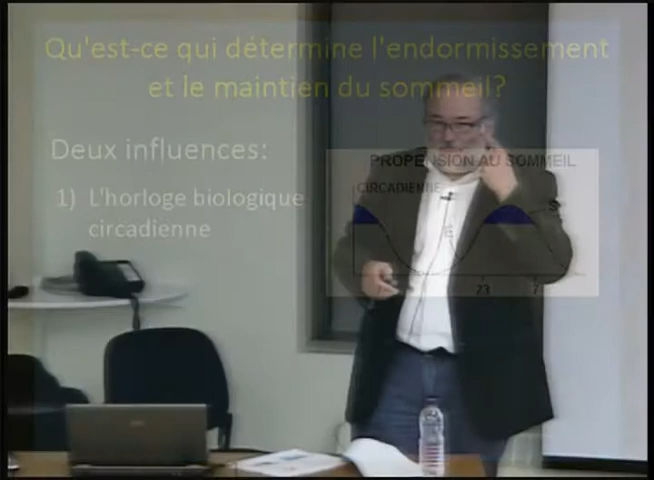 Qu'est-ce qui détermine l'endormissement
et le maintien du sommeil?
Deux influences:
1) L'horloge biologique
circadienne
PROPENSION AU SOMMEIL
CIRCADIENNE
23
7